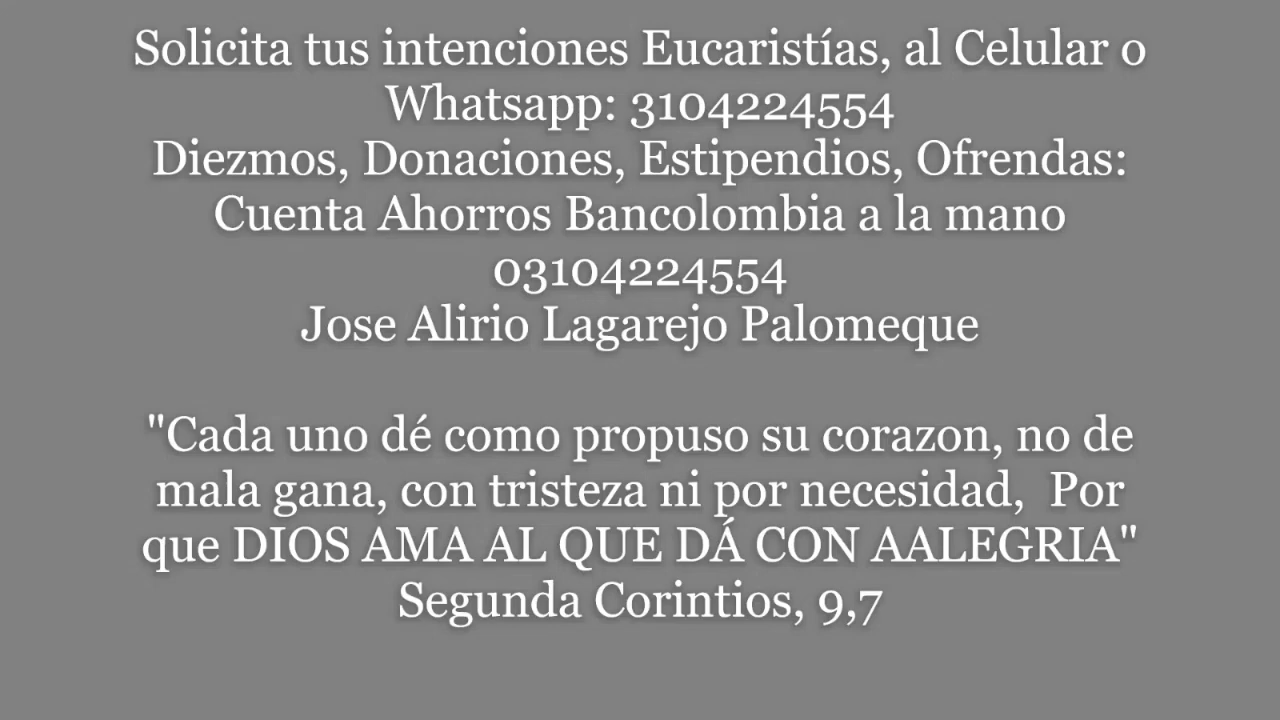 Solicita tus intenciones Eucaristías, al Celular o
Whatsapp: 3104224554
Diezmos, Donaciones, Estipendios, Ofrendas:
Cuenta Ahorros Bancolombia a la mano
03104224554
Jose Alirio Lagarejo Palomeque
"Cada uno dé como propuso su corazon, no de
mala gana, con tristeza ni por necesidad,  Por
que DIOS AMA AL QUE DÁ CON AALEGRIA"
Segunda Corintios, 9,7